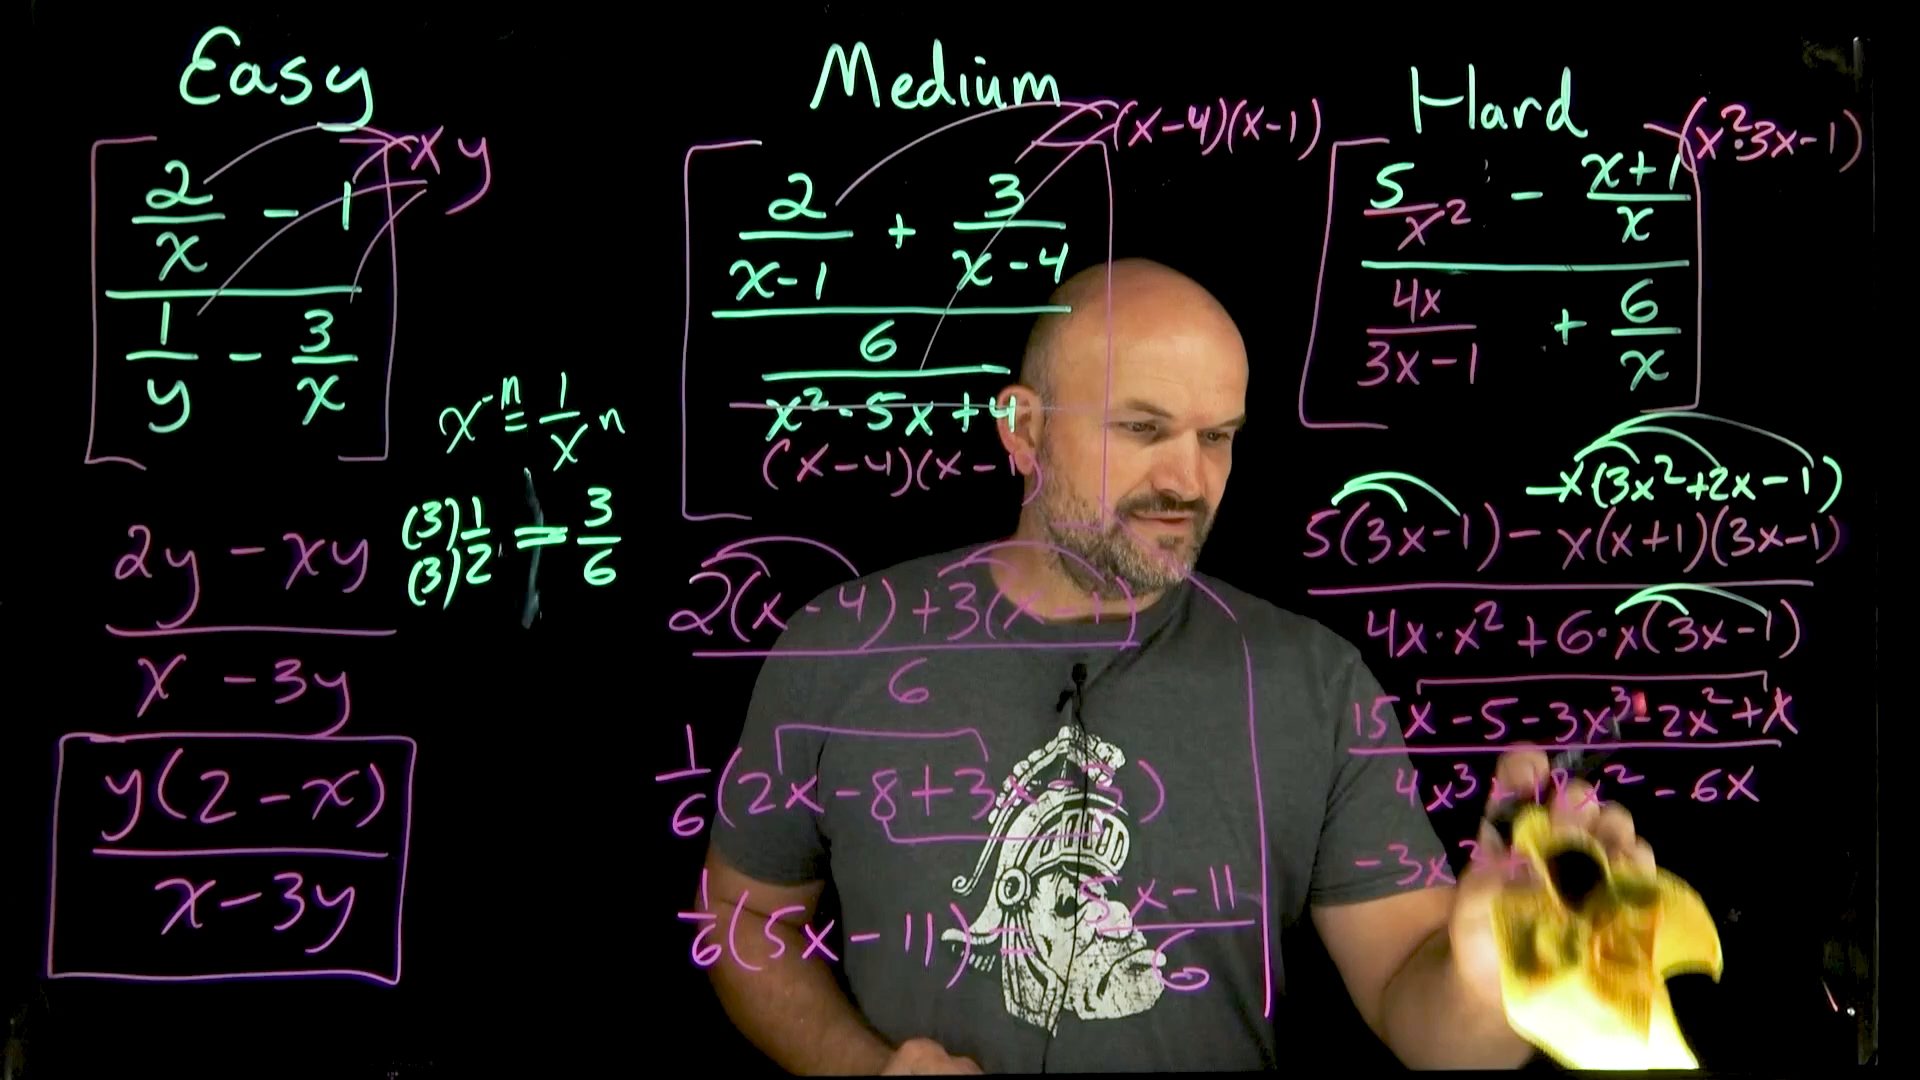 Easy
2/x - 1
xy
1/y - 3/x
x^-n = 1/x^n
(3)1/(3)2 = 3/6
2y - xy
x - 3y
y(2 - x)
x - 3y
Medium
(x-4)(x-1)
2/(x-1) + 3/(x-4)
6
x² - 5x + 4
(x-4)(x-1)
2(x-4) + 3(x-1)
6
1/6(2x - 8 + 3x - 3)
1/6(5x - 11) = 5x - 11/6
Hard
(x²·3x-1)
5/x² - x+1/x
4x/3x-1 + 6/x
-x(3x²+2x-1)
5(3x-1) - x(x+1)(3x-1)
4x·x² + 6·x(3x-1)
15x - 5 - 3x³ - 2x² + x
4x³ + 18x² - 6x
-3x